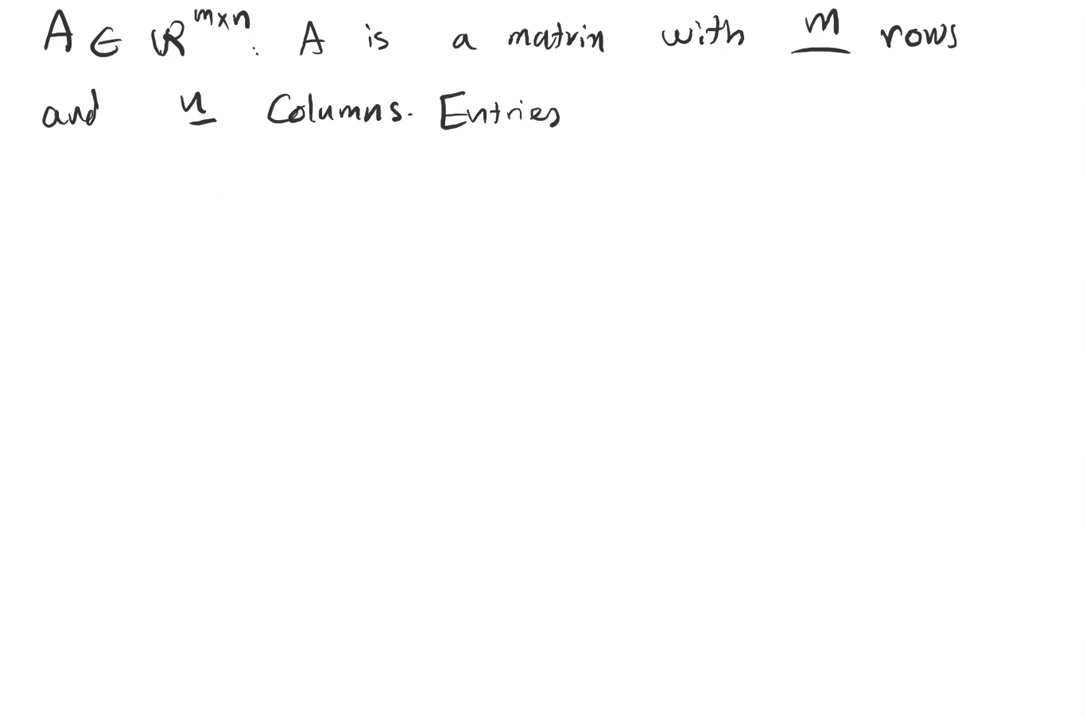 A ∈ ℝ^{m×n}. A is a matrix with m rows
and n Columns. Entries